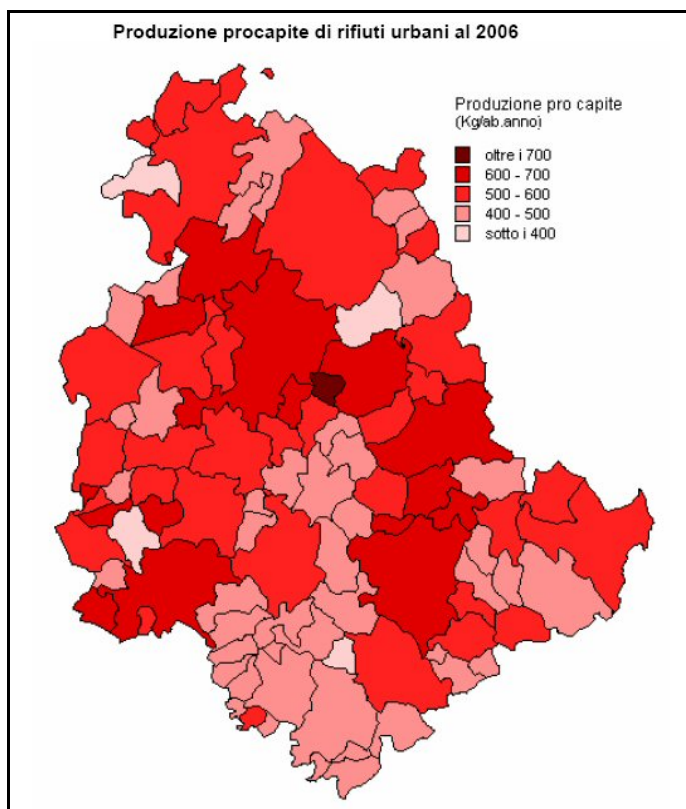 Produzione procapite di rifiuti urbani al 2006
Produzione pro capite
(Kg/ab.anno)
oltre i 700
600 - 700
500 - 600
400 - 500
sotto i 400